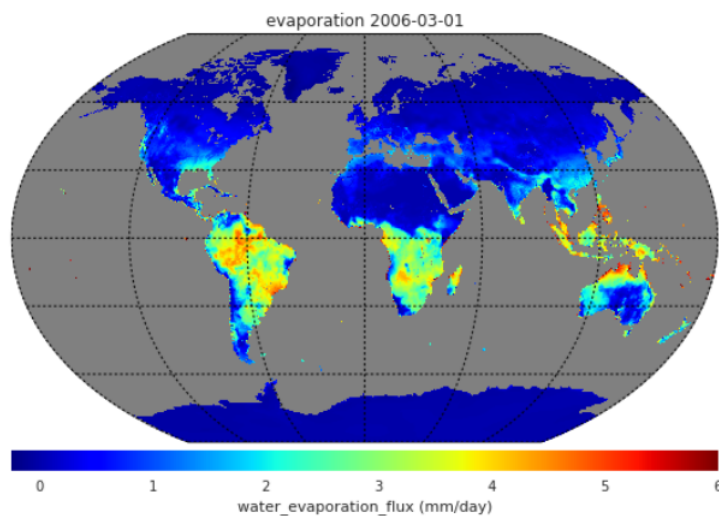 evaporation 2006-03-01
0 1 2 3 4 5 6
water_evaporation_flux (mm/day)